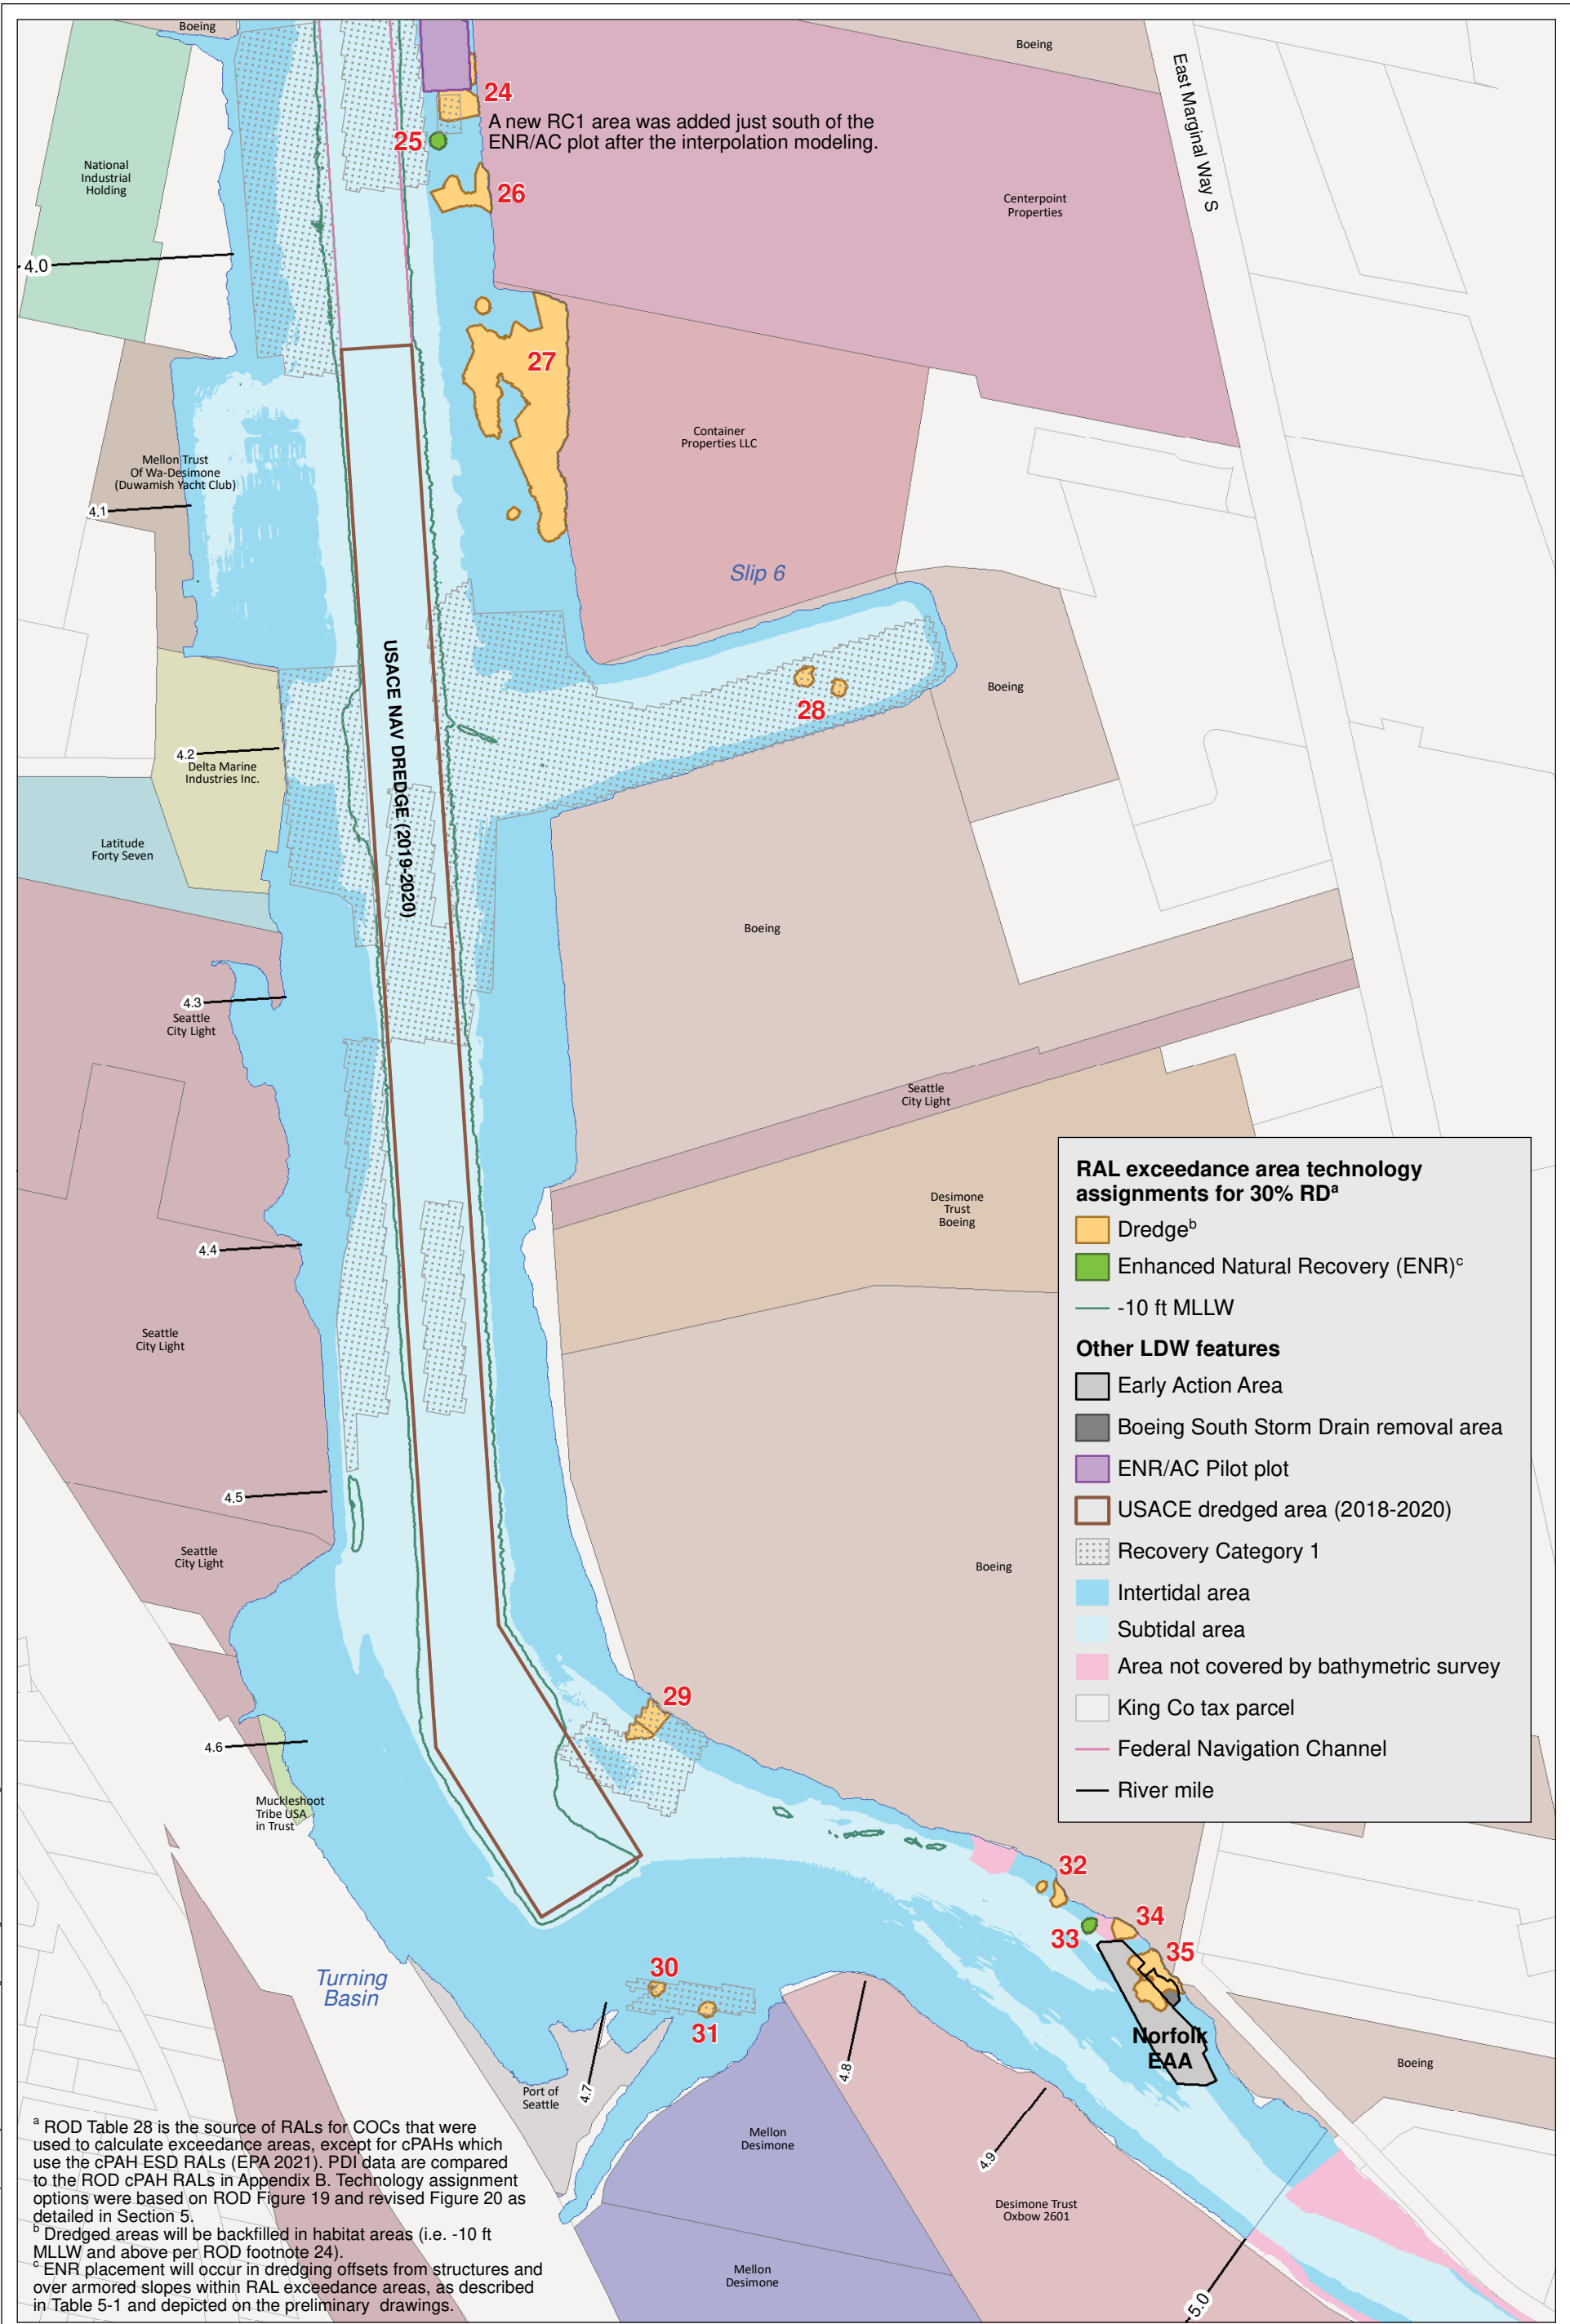 Boeing
Boeing
East Marginal Way S
24
A new RC1 area was added just south of the
ENR/AC plot after the interpolation modeling.
25
National
Industrial
Holding
26
Centerpoint
Properties
4.0
27
Container
Properties LLC
Mellon Trust
Of Wa-Desimone
(Duwamish Yacht Club)
4.1
Slip 6
USACE NAV DREDGE (2019-2020)
28
Boeing
4.2
Delta Marine
Industries Inc.
Latitude
Forty Seven
Boeing
4.3
Seattle
City Light
Seattle
City Light
Desimone
Trust
Boeing
4.4
Seattle
City Light
4.5
Seattle
City Light
Boeing
RAL exceedance area technology
assignments for 30% RDa
Dredgeb
Enhanced Natural Recovery (ENR)c
-10 ft MLLW
Other LDW features
Early Action Area
Boeing South Storm Drain removal area
ENR/AC Pilot plot
USACE dredged area (2018-2020)
Recovery Category 1
Intertidal area
Subtidal area
Area not covered by bathymetric survey
King Co tax parcel
Federal Navigation Channel
River mile
29
4.6
Muckleshoot
Tribe USA
in Trust
32
33
34
35
30
Turning
Basin
31
Norfolk
EAA
Boeing
4.7
Port of
Seattle
4.8
4.9
Mellon
Desimone
Desimone Trust
Oxbow 2601
Mellon
Desimone
5.0
a ROD Table 28 is the source of RALs for COCs that were
used to calculate exceedance areas, except for cPAHs which
use the cPAH ESD RALs (EPA 2021). PDI data are compared
to the ROD cPAH RALs in Appendix B. Technology assignment
options were based on ROD Figure 19 and revised Figure 20 as
detailed in Section 5.
b Dredged areas will be backfilled in habitat areas (i.e. -10 ft
MLLW and above per ROD footnote 24).
c ENR placement will occur in dredging offsets from structures and
over armored slopes within RAL exceedance areas, as described
in Table 5-1 and depicted on the preliminary drawings.